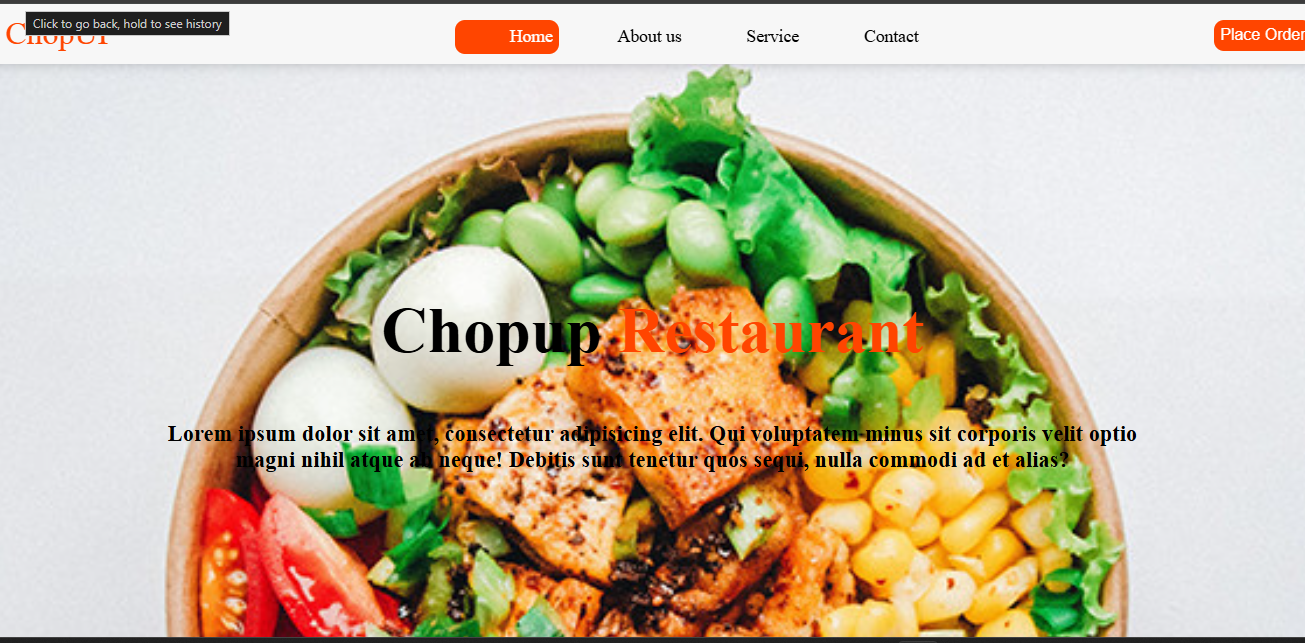 Click to go back, hold to see history
ChopUP
Home
About us
Service
Contact
Place Order
Chopup Restaurant
Lorem ipsum dolor sit amet, consectetur adipisicing elit. Qui voluptatem minus sit corporis velit optio
magni nihil atque ab neque! Debitis sunt tenetur quos sequi, nulla commodi ad et alias?